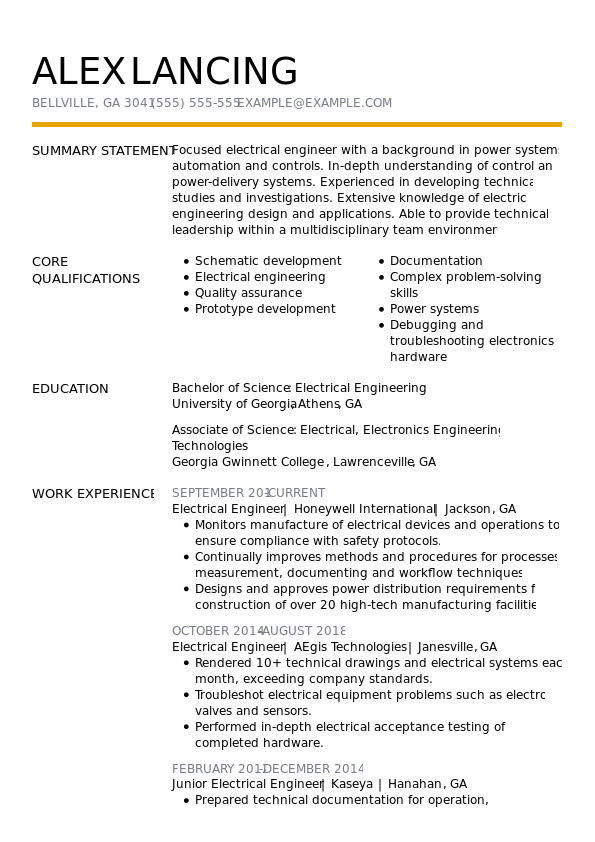 ALEX LANCING
BELLVILLE, GA 3041 (555) 555-555 EXAMPLE@EXAMPLE.COM
SUMMARY STATEMENT
Focused electrical engineer with a background in power systems
automation and controls. In-depth understanding of control an
power-delivery systems. Experienced in developing technica
studies and investigations. Extensive knowledge of electric
engineering design and applications. Able to provide technical
leadership within a multidisciplinary team environmer
CORE
QUALIFICATIONS
• Schematic development
• Electrical engineering
• Quality assurance
• Prototype development
• Documentation
• Complex problem-solving
skills
• Power systems
• Debugging and
troubleshooting electronics
hardware
EDUCATION
Bachelor of Science: Electrical Engineering
University of Georgia, Athens, GA
Associate of Science: Electrical, Electronics Engineering
Technologies
Georgia Gwinnett College, Lawrenceville, GA
WORK EXPERIENCE
SEPTEMBER 201-CURRENT
Electrical Engineer | Honeywell International | Jackson, GA
• Monitors manufacture of electrical devices and operations to
ensure compliance with safety protocols.
• Continually improves methods and procedures for processes
measurement, documenting and workflow techniques
• Designs and approves power distribution requirements f
construction of over 20 high-tech manufacturing facilitie
OCTOBER 2014-AUGUST 2018
Electrical Engineer | AEgis Technologies | Janesville, GA
• Rendered 10+ technical drawings and electrical systems eac
month, exceeding company standards.
• Troubleshot electrical equipment problems such as electro
valves and sensors.
• Performed in-depth electrical acceptance testing of
completed hardware.
FEBRUARY 201-DECEMBER 2014
Junior Electrical Engineer | Kaseya | Hanahan, GA
• Prepared technical documentation for operation,